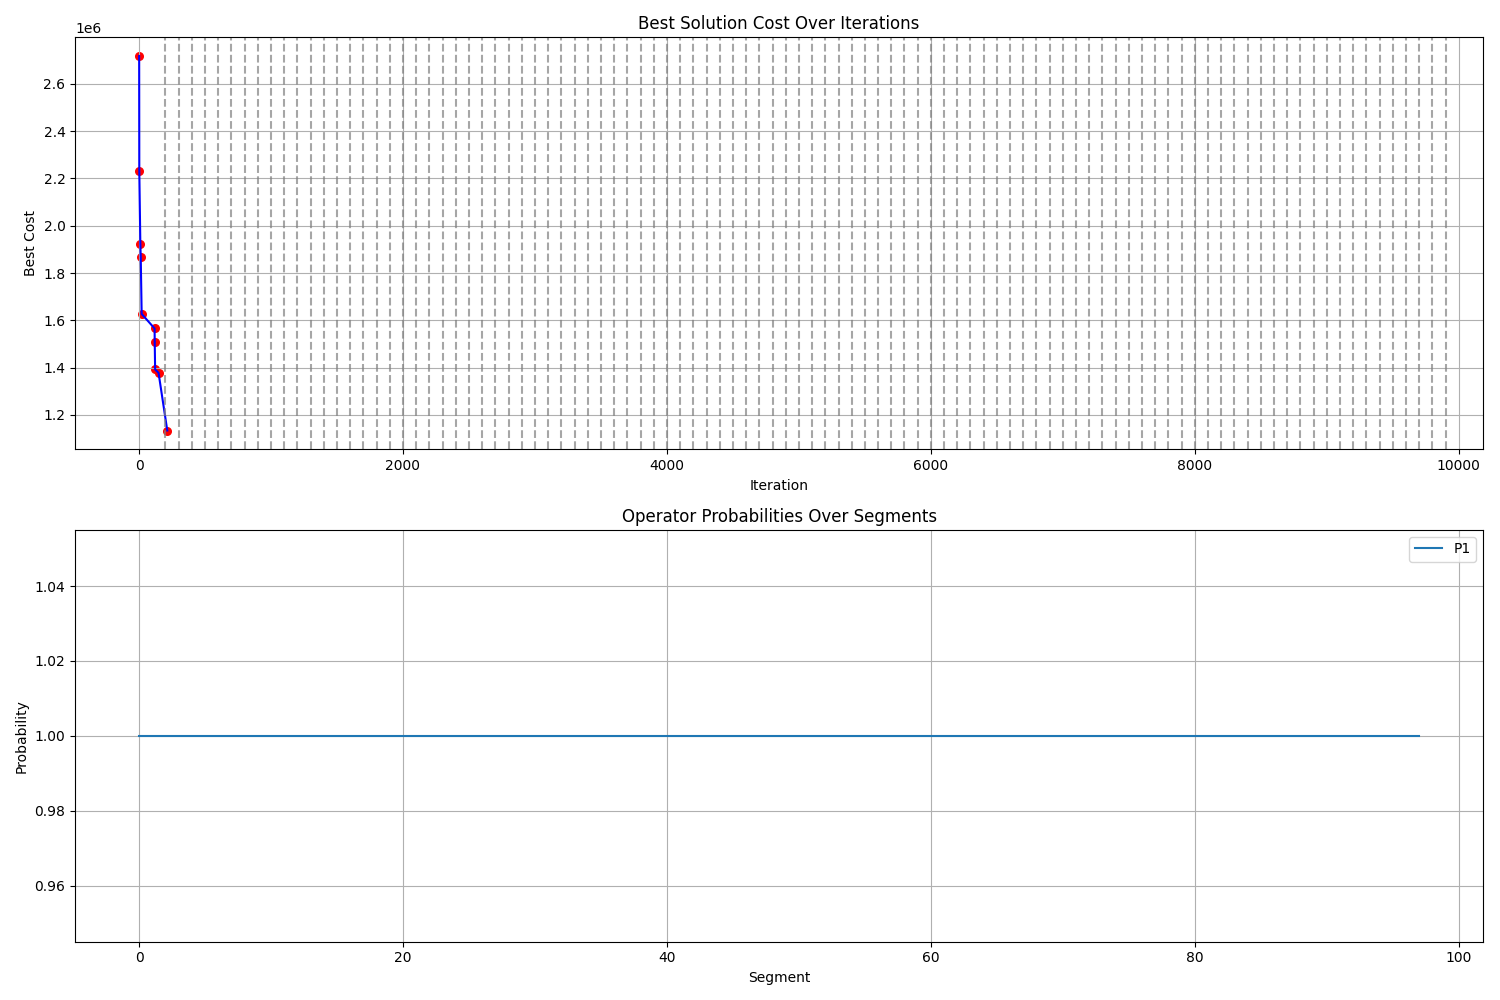 Best Solution Cost Over Iterations
1e6
2.6
2.4
2.2
2.0
1.8
1.6
1.4
1.2
Best Cost
0 2000 4000 6000 8000 10000
Iteration
Operator Probabilities Over Segments
P1
1.04
1.02
1.00
0.98
0.96
Probability
0 20 40 60 80 100
Segment